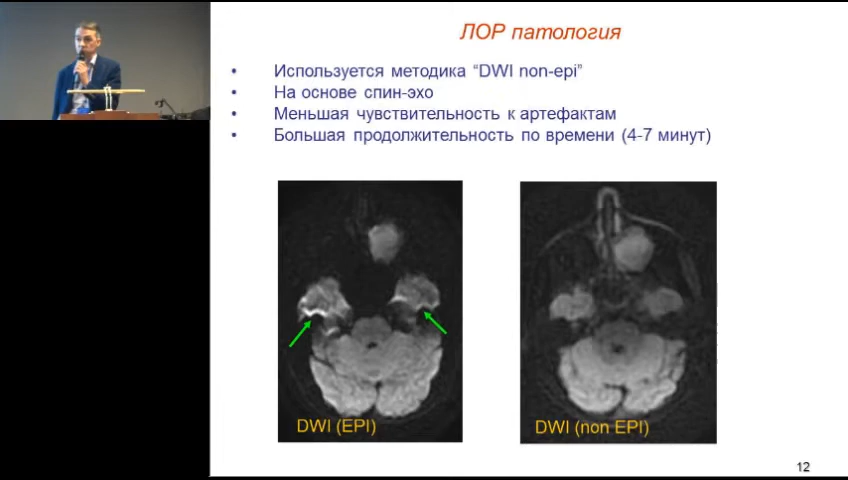 ЛОР патология
• Используется методика “DWI non-epi”
• На основе спин-эхо
• Меньшая чувствительность к артефактам
• Большая продолжительность по времени (4-7 минут)
DWI (EPI)
DWI (non EPI)
12